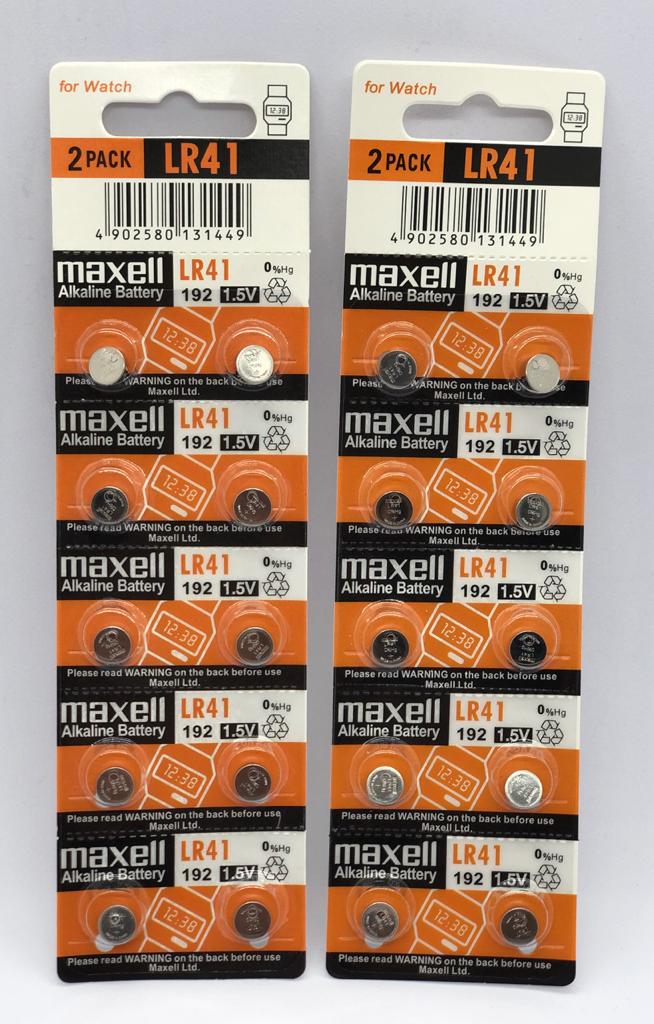 for Watch
12:38
2 PACK LR41
4 902580 131449
maxell LR41 0%Hg
Alkaline Battery 192 1.5V
12:38
Please WARNING on the back use
Maxell Ltd.
maxell LR41 0%Hg
Alkaline Battery 192 1.5V
12:38
Please read WARNING on the back before use
Maxell Ltd.
maxell LR41 0%Hg
Alkaline Battery 192 1.5V
12:38
Please read WARNING on the back before use
Maxell Ltd.
maxell LR41 0%Hg
Alkaline Battery 192 1.5V
12:38
Please read WARNING on the back before use
Maxell Ltd.
maxell LR41 0%Hg
Alkaline Battery 192 1.5V
12:38
Please read WARNING on the back before use
Maxell Ltd.
for Watch
12:38
2 PACK LR41
4 902580 131449
maxell LR41 0%Hg
Alkaline Battery 192 1.5V
12:38
Please WARNING on the back use
Maxell Ltd.
maxell LR41 0%Hg
Alkaline Battery 192 1.5V
12:38
Please read WARNING on the back before use
Maxell Ltd.
maxell LR41 0%Hg
Alkaline Battery 192 1.5V
12:38
Please read WARNING on the back before use
Maxell Ltd.
maxell LR41 0%Hg
Alkaline Battery 192 1.5V
12:38
Please read WARNING on the back before use
Maxell Ltd.
maxell LR41 0%Hg
Alkaline Battery 192 1.5V
12:38
Please read WARNING on the back before use
Maxell Ltd.